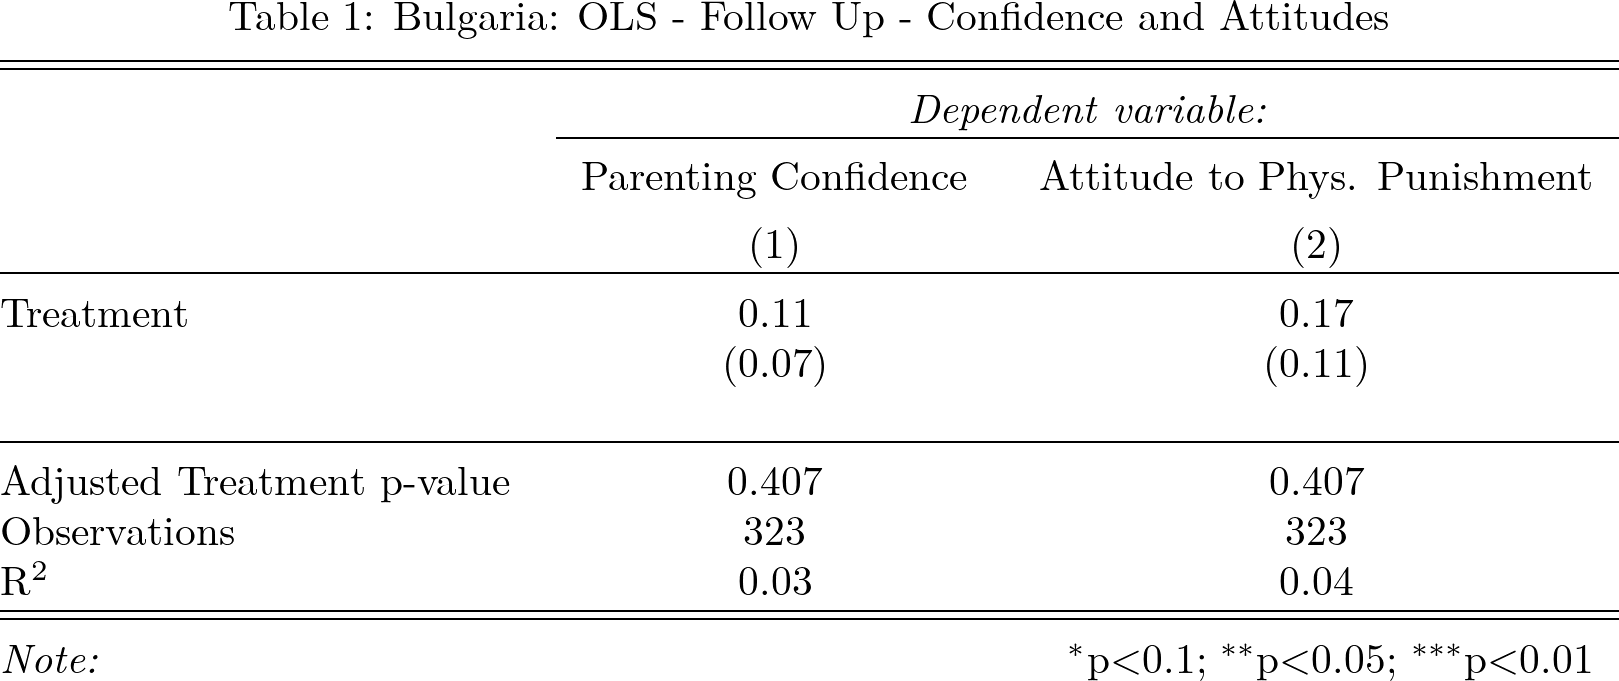 Table 1: Bulgaria: OLS - Follow Up - Confidence and Attitudes
Dependent variable:
Parenting Confidence Attitude to Phys. Punishment
(1) (2)
Treatment 0.11 0.17
(0.07) (0.11)
Adjusted Treatment p-value 0.407 0.407
Observations 323 323
R² 0.03 0.04
Note: *p<0.1; **p<0.05; ***p<0.01